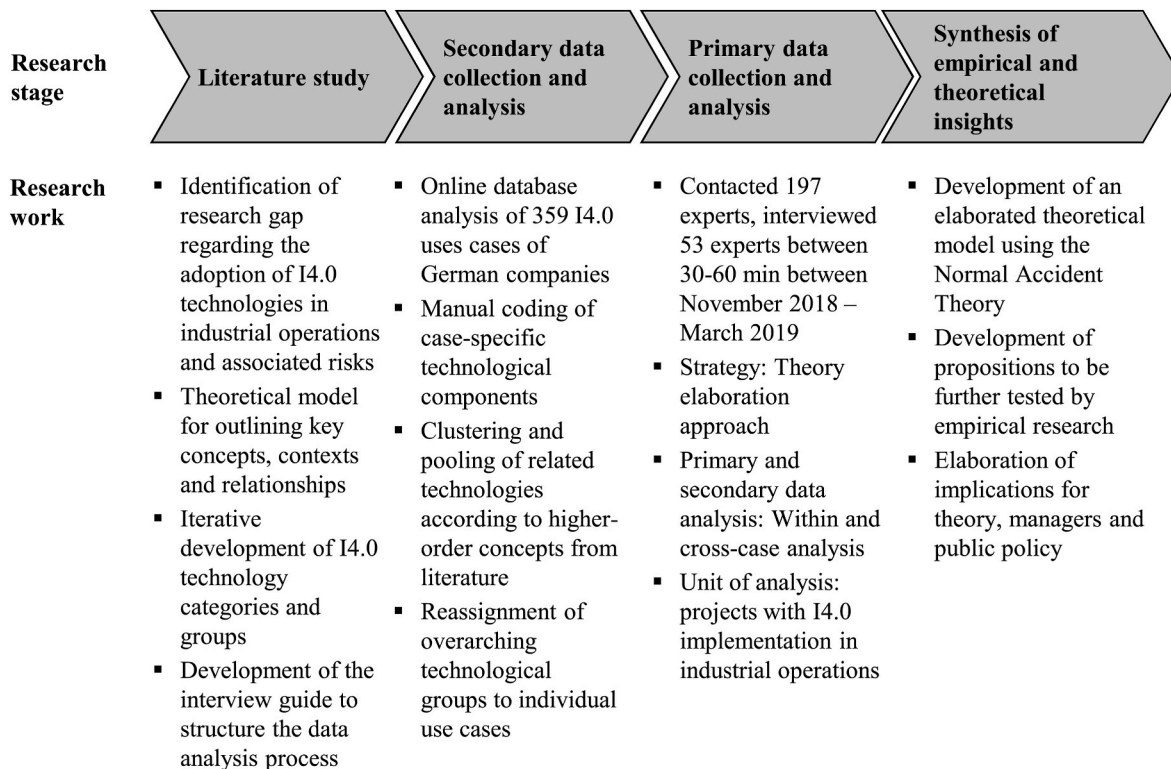 Research
stage
Literature study
Secondary data
collection and
analysis
Primary data
collection and
analysis
Synthesis of
empirical and
theoretical
insights
Research
work
▪ Identification of
research gap
regarding the
adoption of I4.0
technologies in
industrial operations
and associated risks
▪ Theoretical model
for outlining key
concepts, contexts
and relationships
▪ Iterative
development of I4.0
technology
categories and
groups
▪ Development of the
interview guide to
structure the data
analysis process
▪ Online database
analysis of 359 I4.0
uses cases of
German companies
▪ Manual coding of
case-specific
technological
components
▪ Clustering and
pooling of related
technologies
according to higher-
order concepts from
literature
▪ Reassignment of
overarching
technological
groups to individual
use cases
▪ Contacted 197
experts, interviewed
53 experts between
30-60 min between
November 2018 –
March 2019
▪ Strategy: Theory
elaboration
approach
▪ Primary and
secondary data
analysis: Within and
cross-case analysis
▪ Unit of analysis:
projects with I4.0
implementation in
industrial operations
▪ Development of an
elaborated theoretical
model using the
Normal Accident
Theory
▪ Development of
propositions to be
further tested by
empirical research
▪ Elaboration of
implications for
theory, managers and
public policy